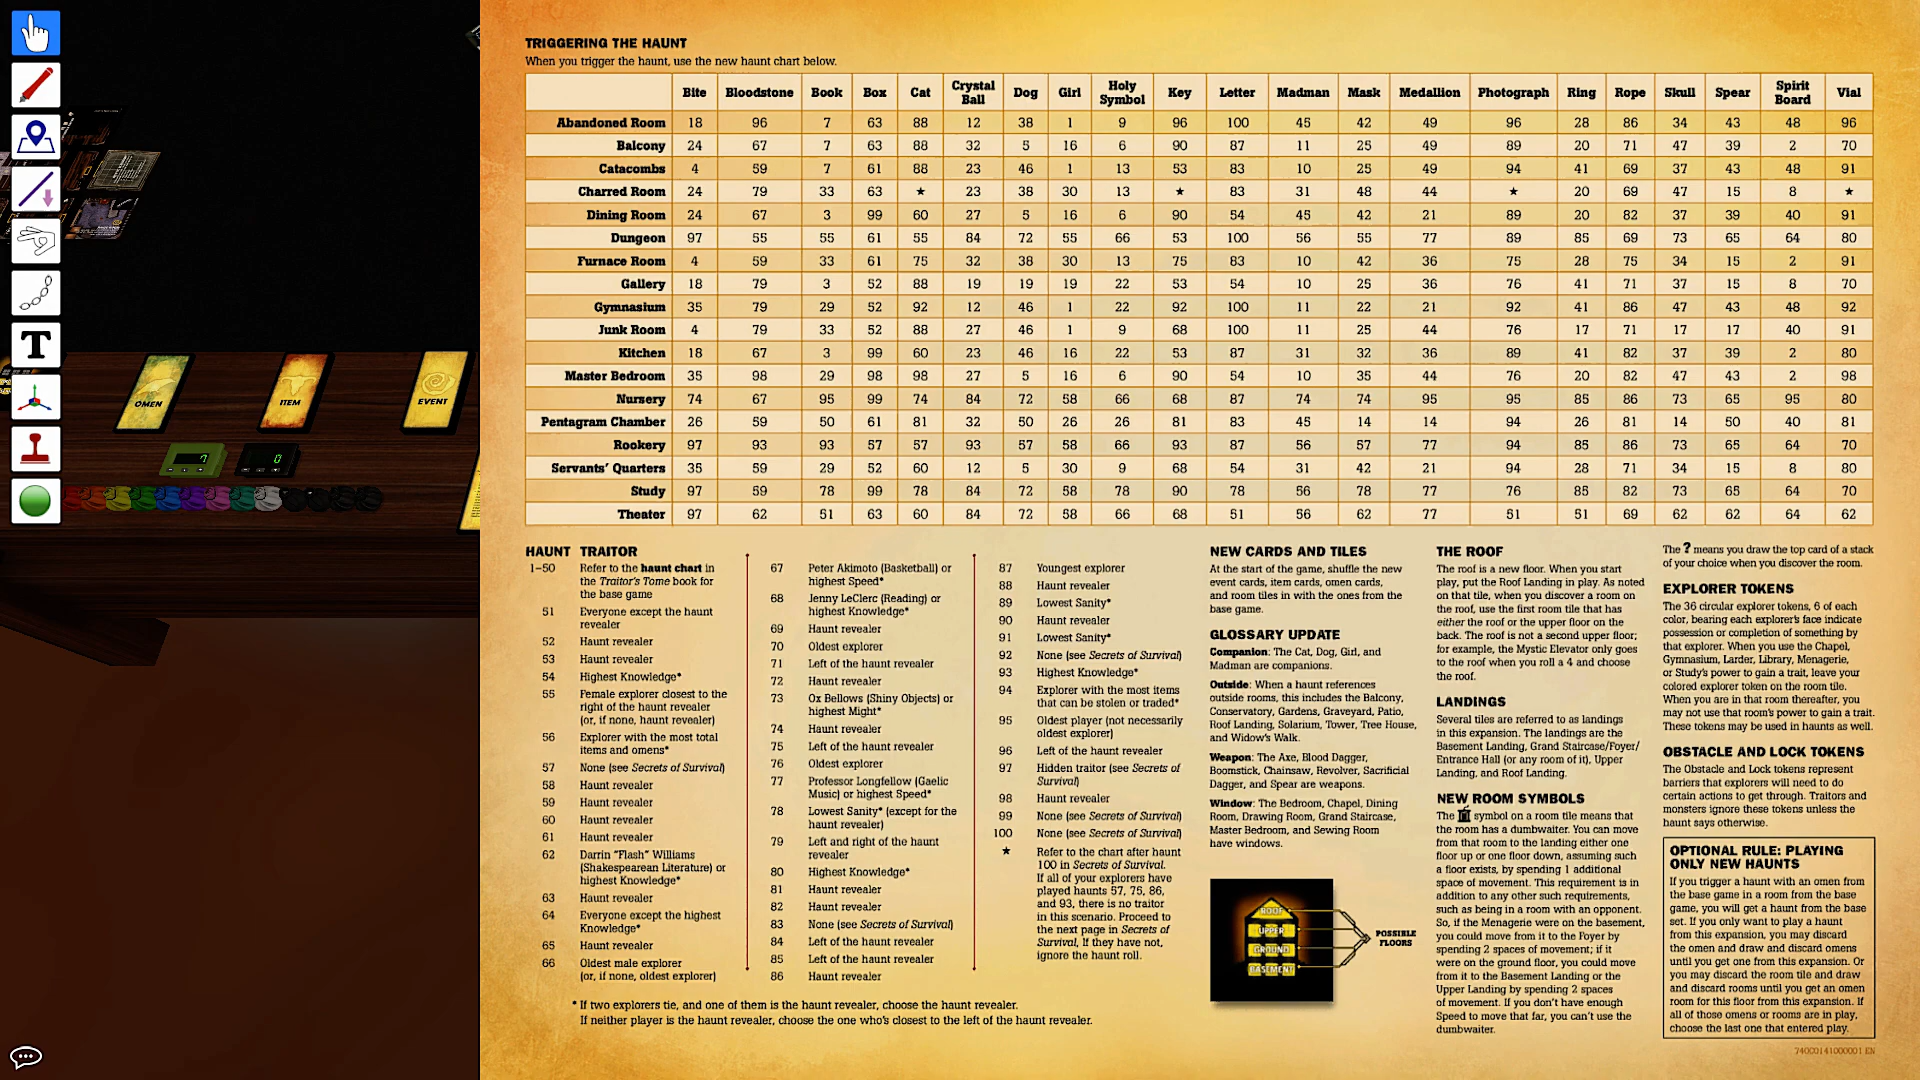 TRIGGERING THE HAUNT
When you trigger the haunt, use the new haunt chart below.
Bite Bloodstone Book Box Cat Crystal Ball Dog Girl Holy Symbol Key Letter Madman Mask Medallion Photograph Ring Rope Skull Spear Spirit Board Vial
Abandoned Room 18 96 7 63 88 12 38 1 9 96 100 45 42 49 96 28 86 34 43 48 96
Balcony 24 67 7 63 88 32 5 16 6 90 87 11 25 49 89 20 71 47 39 2 70
Catacombs 4 59 7 61 88 23 46 1 13 53 83 10 25 49 94 41 69 37 43 48 91
Charred Room 24 79 33 63 ★ 23 38 30 13 ★ 83 31 48 44 ★ 20 69 47 15 8 ★
Dining Room 24 67 3 99 60 27 5 16 6 90 54 45 42 21 89 20 82 37 39 40 91
Dungeon 97 55 55 61 55 84 72 55 66 53 100 56 55 77 89 85 69 73 65 64 80
Furnace Room 4 59 33 61 75 32 38 30 13 75 83 10 42 36 75 28 75 34 15 2 91
Gallery 18 79 3 52 88 19 19 19 22 53 54 10 25 36 76 41 71 37 15 8 70
Gymnasium 35 79 29 52 92 12 46 1 22 92 100 11 22 21 92 41 86 47 43 48 92
Junk Room 4 79 33 52 88 27 46 1 9 68 100 11 25 44 76 17 71 17 17 40 91
Kitchen 18 67 3 99 60 23 46 16 22 53 87 31 32 36 89 41 82 37 39 2 80
Master Bedroom 35 98 29 98 98 27 5 16 6 90 54 10 35 44 76 20 82 47 43 2 98
Nursery 74 67 95 99 74 84 72 58 66 68 87 74 74 95 95 85 86 73 65 95 80
Pentagram Chamber 26 59 50 61 81 32 50 26 26 81 83 45 14 14 94 26 81 14 50 40 81
Rookery 97 93 93 57 57 93 57 58 66 93 87 56 57 77 94 85 86 73 65 64 70
Servants' Quarters 35 59 29 52 60 12 5 30 9 68 54 31 42 21 94 28 71 34 15 8 80
Study 97 59 78 99 78 84 72 58 78 90 78 56 78 77 76 85 82 73 65 64 70
Theater 97 62 51 63 60 84 72 58 66 68 51 56 62 77 51 51 69 62 62 64 62
HAUNT TRAITOR
1–50 Refer to the haunt chart in
the Traitor's Tome book for
the base game
51 Everyone except the haunt
revealer
52 Haunt revealer
53 Haunt revealer
54 Highest Knowledge*
55 Female explorer closest to the
right of the haunt revealer
(or, if none, haunt revealer)
56 Explorer with the most total
items and omens*
57 None (see Secrets of Survival)
58 Haunt revealer
59 Haunt revealer
60 Haunt revealer
61 Haunt revealer
62 Darrin "Flash" Williams
(Shakespearean Literature) or
highest Knowledge*
63 Haunt revealer
64 Everyone except the highest
Knowledge*
65 Haunt revealer
66 Oldest male explorer
(or, if none, oldest explorer)
67 Peter Akimoto (Basketball) or
highest Speed*
68 Jenny LeClerc (Reading) or
highest Knowledge*
69 Haunt revealer
70 Oldest explorer
71 Left of the haunt revealer
72 Haunt revealer
73 Ox Bellows (Shiny Objects) or
highest Might*
74 Haunt revealer
75 Left of the haunt revealer
76 Oldest explorer
77 Professor Longfellow (Gaelic
Music) or highest Speed*
78 Lowest Sanity* (except for the
haunt revealer)
79 Left and right of the haunt
revealer
80 Highest Knowledge*
81 Haunt revealer
82 Haunt revealer
83 None (see Secrets of Survival)
84 Left of the haunt revealer
85 Left of the haunt revealer
86 Haunt revealer
87 Youngest explorer
88 Haunt revealer
89 Lowest Sanity*
90 Haunt revealer
91 Lowest Sanity*
92 None (see Secrets of Survival)
93 Highest Knowledge*
94 Explorer with the most items
that can be stolen or traded*
95 Oldest player (not necessarily
oldest explorer)
96 Left of the haunt revealer
97 Hidden traitor (see Secrets of
Survival)
98 Haunt revealer
99 None (see Secrets of Survival)
100 None (see Secrets of Survival)
★ Refer to the chart after haunt
100 in Secrets of Survival.
If all of your explorers have
played haunts 57, 75, 86,
and 93, there is no traitor
in this scenario. Proceed to
the next page in Secrets of
Survival, If they have not,
ignore the haunt roll.
* If two explorers tie, and one of them is the haunt revealer, choose the haunt revealer.
If neither player is the haunt revealer, choose the one who's closest to the left of the haunt revealer.
NEW CARDS AND TILES
At the start of the game, shuffle the new
event cards, item cards, omen cards,
and room tiles in with the ones from the
base game.
GLOSSARY UPDATE
Companion: The Cat, Dog, Girl, and
Madman are companions.
Outside: When a haunt references
outside rooms, this includes the Balcony,
Conservatory, Gardens, Graveyard, Patio,
Roof Landing, Solarium, Tower, Tree House,
and Widow's Walk.
Weapon: The Axe, Blood Dagger,
Boomstick, Chainsaw, Revolver, Sacrificial
Dagger, and Spear are weapons.
Window: The Bedroom, Chapel, Dining
Room, Drawing Room, Grand Staircase,
Master Bedroom, and Sewing Room
have windows.
ROOF
UPPER
GROUND
BASEMENT
POSSIBLE
FLOORS
THE ROOF
The roof is a new floor. When you start
play, put the Roof Landing in play. As noted
on that tile, when you discover a room on
the roof, use the first room tile that has
either the roof or the upper floor on the
back. The roof is not a second upper floor;
for example, the Mystic Elevator only goes
to the roof when you roll a 4 and choose
the roof.
LANDINGS
Several tiles are referred to as landings
in this expansion. The landings are the
Basement Landing, Grand Staircase/Foyer/
Entrance Hall (or any room of it), Upper
Landing, and Roof Landing.
NEW ROOM SYMBOLS
The symbol on a room tile means that
the room has a dumbwaiter. You can move
from that room to the landing either one
floor up or one floor down, assuming such
a floor exists, by spending 1 additional
space of movement. This requirement is in
addition to any other such requirements,
such as being in a room with an opponent.
So, if the Menagerie were on the basement,
you could move from it to the Foyer by
spending 2 spaces of movement; if it
were on the ground floor, you could move
from it to the Basement Landing or the
Upper Landing by spending 2 spaces
of movement. If you don't have enough
Speed to move that far, you can't use the
dumbwaiter.
The ? means you draw the top card of a stack
of your choice when you discover the room.
EXPLORER TOKENS
The 36 circular explorer tokens, 6 of each
color, bearing each explorer's face indicate
possession or completion of something by
that explorer. When you use the Chapel,
Gymnasium, Larder, Library, Menagerie,
or Study's power to gain a trait, leave your
colored explorer token on the room tile.
When you are in that room thereafter, you
may not use that room's power to gain a trait.
These tokens may be used in haunts as well.
OBSTACLE AND LOCK TOKENS
The Obstacle and Lock tokens represent
barriers that explorers will need to do
certain actions to get through. Traitors and
monsters ignore these tokens unless the
haunt says otherwise.
OPTIONAL RULE: PLAYING
ONLY NEW HAUNTS
If you trigger a haunt with an omen from
the base game in a room from the base
game, you will get a haunt from the base
set. If you only want to play a haunt
from this expansion, you may discard
the omen and draw and discard omens
until you get one from this expansion. Or
you may discard the room tile and draw
and discard rooms until you get an omen
room for this floor from this expansion. If
all of those omens or rooms are in play,
choose the last one that entered play.
74000141000001 EN
T
OMEN
ITEM
EVENT
7
0